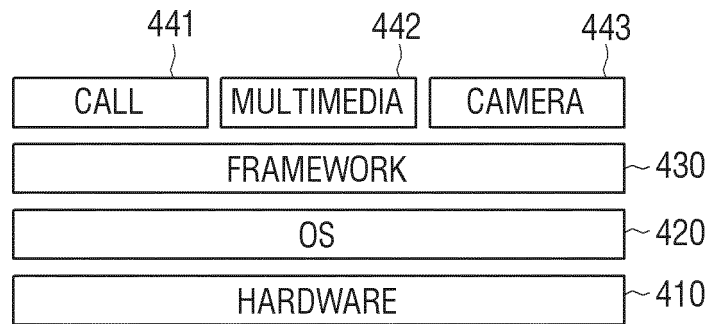 441 442 443
CALL MULTIMEDIA CAMERA
FRAMEWORK 430
OS 420
HARDWARE 410